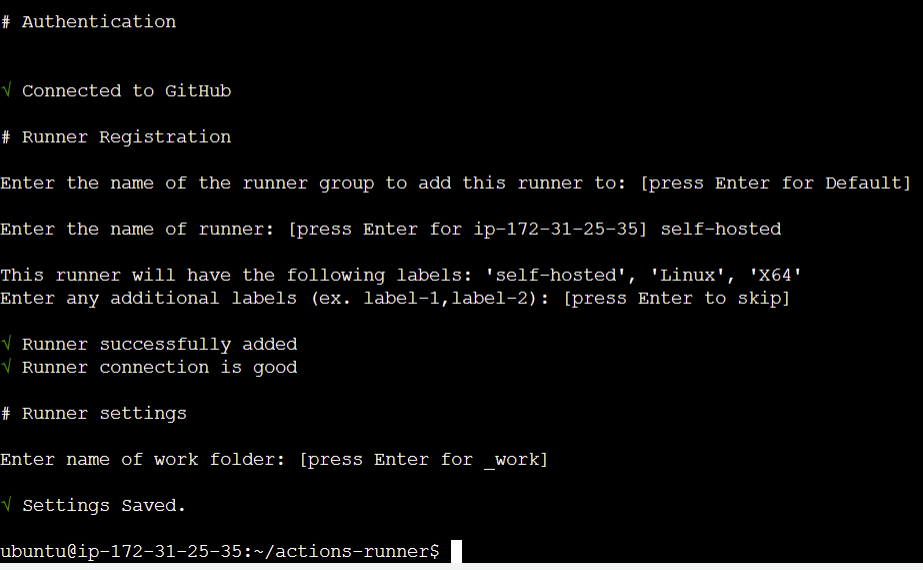 # Authentication
√ Connected to GitHub
# Runner Registration
Enter the name of the runner group to add this runner to: [press Enter for Default]
Enter the name of runner: [press Enter for ip-172-31-25-35] self-hosted
This runner will have the following labels: 'self-hosted', 'Linux', 'X64'
Enter any additional labels (ex. label-1,label-2): [press Enter to skip]
√ Runner successfully added
√ Runner connection is good
# Runner settings
Enter name of work folder: [press Enter for _work]
√ Settings Saved.
ubuntu@ip-172-31-25-35:~/actions-runner$